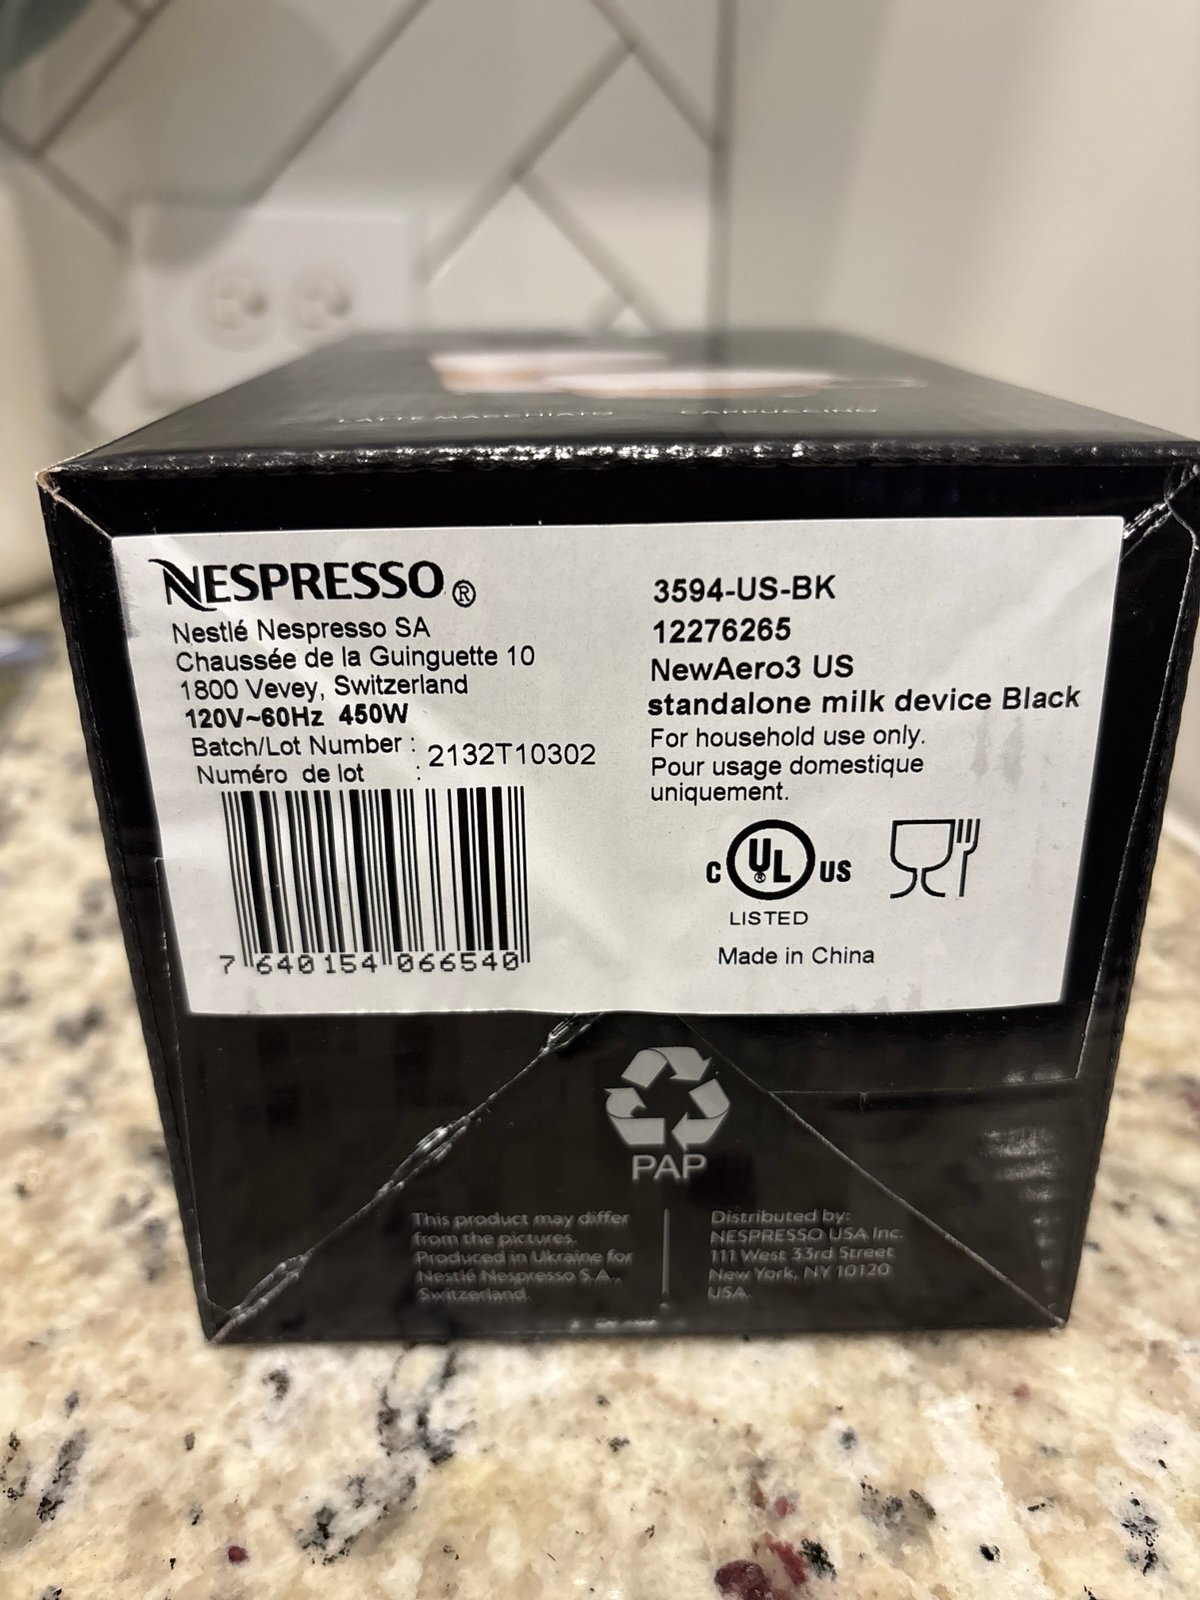 LATTE MACCHIATO
CAPPUCCINO
NESPRESSO®
Nestlé Nespresso SA
Chaussée de la Guinguette 10
1800 Vevey, Switzerland
120V~60Hz 450W
Batch/Lot Number : 2132T10302
Numéro de lot :
7 640154 066540
3594-US-BK
12276265
NewAero3 US
standalone milk device Black
For household use only.
Pour usage domestique
uniquement.
C UL® US
LISTED
Made in China
PAP
This product may differ
from the pictures.
Produced in Ukraine for
Nestlé Nespresso S.A.,
Switzerland.
Distributed by:
NESPRESSO USA Inc.
111 West 33rd Street
New York, NY 10120
USA.